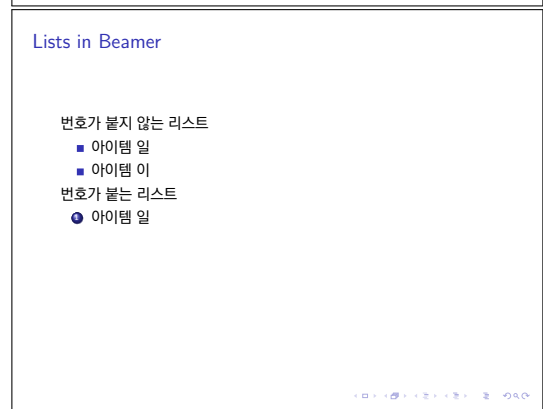 Lists in Beamer
번호가 붙지 않는 리스트
아이템 일
아이템 이
번호가 붙는 리스트
1 아이템 일